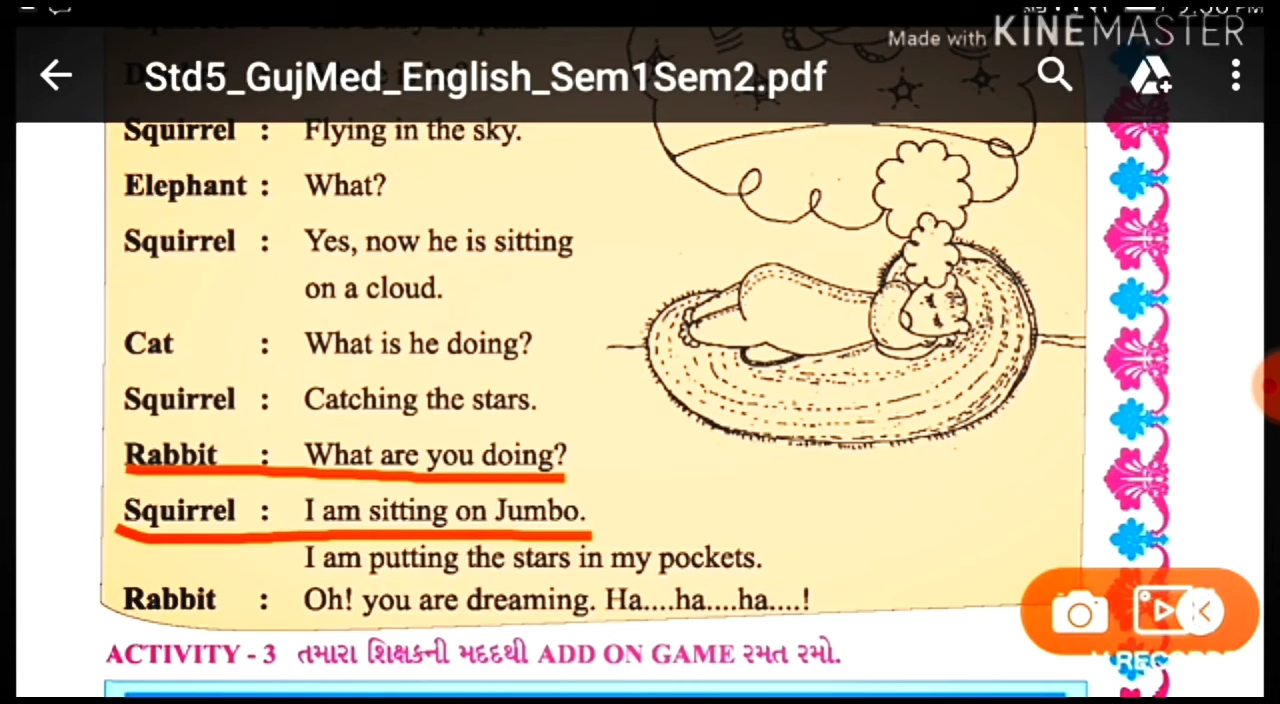 Made with KINEMASTER
Std5_GujMed_English_Sem1Sem2.pdf
Squirrel : Flying in the sky.
Elephant : What?
Squirrel : Yes, now he is sitting
on a cloud.
Cat : What is he doing?
Squirrel : Catching the stars.
Rabbit : What are you doing?
Squirrel : I am sitting on Jumbo.
I am putting the stars in my pockets.
Rabbit : Oh! you are dreaming. Ha....ha....ha....!
ACTIVITY - 3 તમારા શિક્ષકની મદદથી ADD ON GAME રમત રમો.